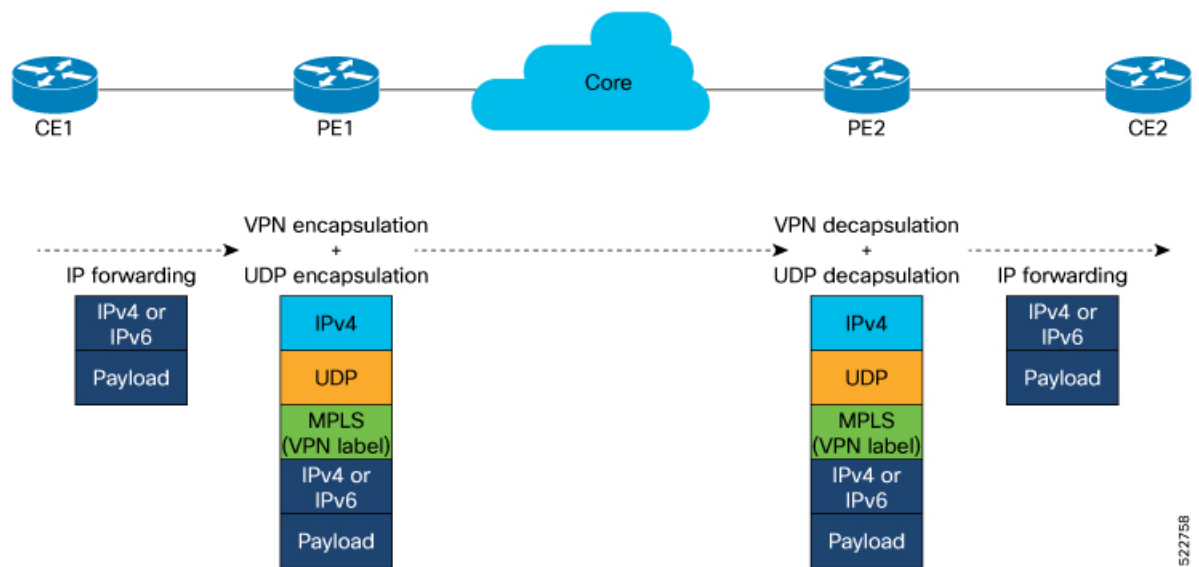 Core
CE1
PE1
PE2
CE2
VPN encapsulation
+
UDP encapsulation
VPN decapsulation
+
UDP decapsulation
IP forwarding
IP forwarding
IPv4 or
IPv6
Payload
IPv4
UDP
MPLS
(VPN label)
IPv4 or
IPv6
Payload
IPv4
UDP
MPLS
(VPN label)
IPv4 or
IPv6
Payload
IPv4 or
IPv6
Payload
522758